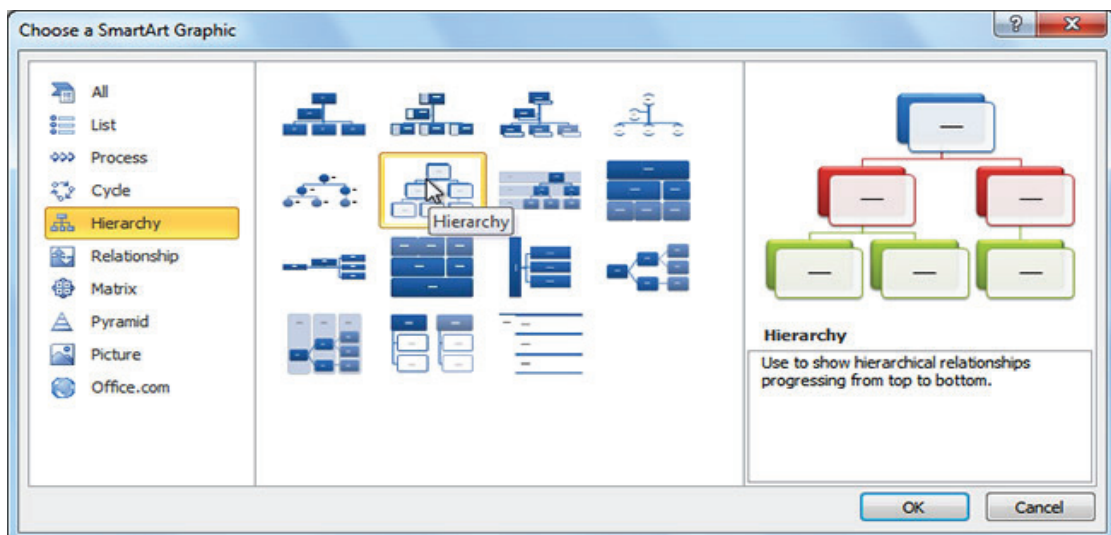 Choose a SmartArt Graphic
All
List
Process
Cycle
Hierarchy
Relationship
Matrix
Pyramid
Picture
Office.com
Hierarchy
Hierarchy
Use to show hierarchical relationships
progressing from top to bottom.
OK
Cancel